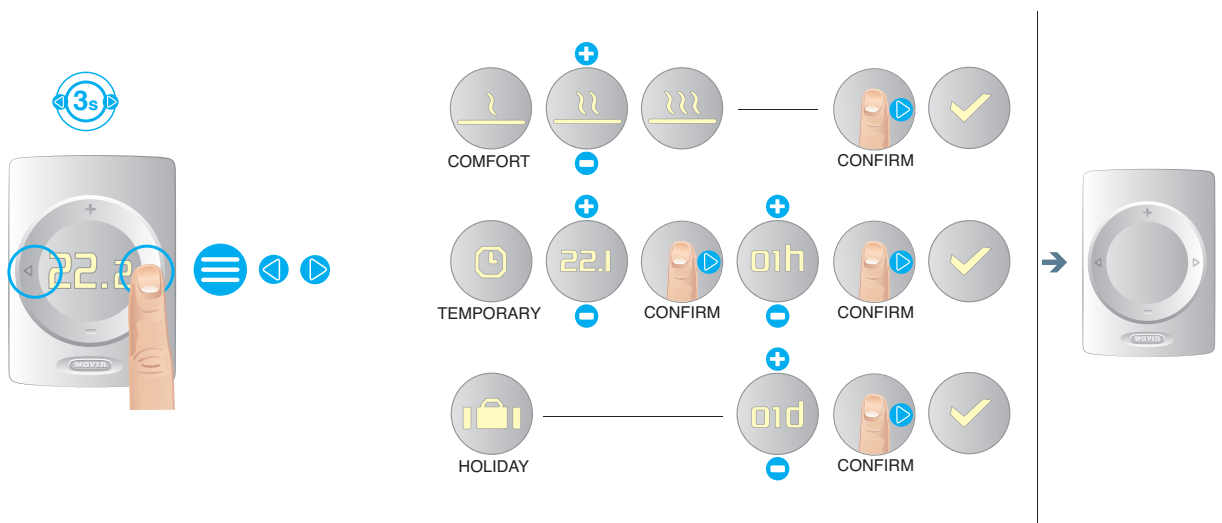 3s
COMFORT
CONFIRM
22.2
wavin
22.1
01h
TEMPORARY
CONFIRM
CONFIRM
wavin
01d
HOLIDAY
CONFIRM